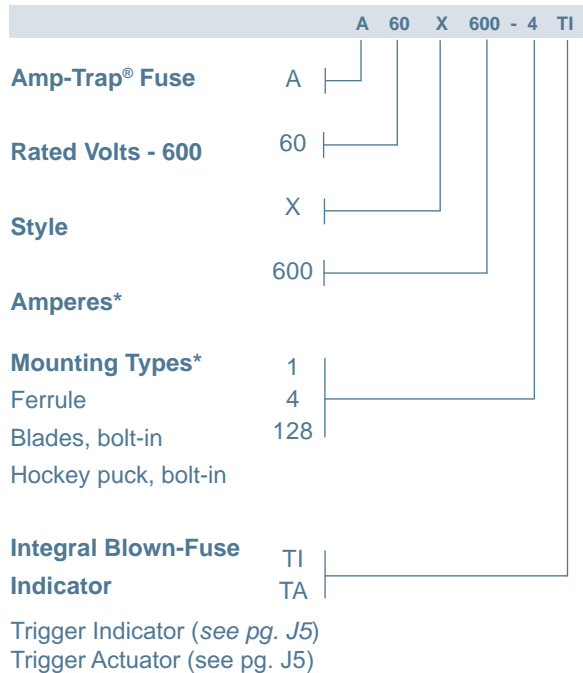 A 60 X 600 - 4 TI
Amp-Trap® Fuse A
Rated Volts - 600 60
Style X
Amperes* 600
Mounting Types* 1
Ferrule 4
Blades, bolt-in 128
Hockey puck, bolt-in
Integral Blown-Fuse TI
Indicator TA
Trigger Indicator (see pg. J5)
Trigger Actuator (see pg. J5)